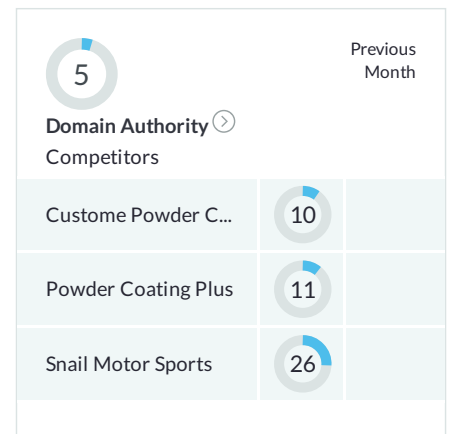 5
Previous
Month
Domain Authority
Competitors
Custome Powder C... 10
Powder Coating Plus 11
Snail Motor Sports 26